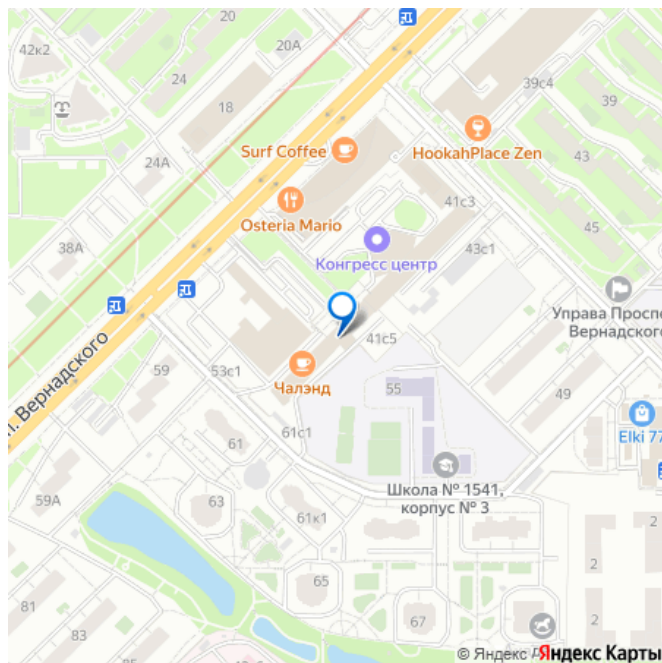 20
42к2
20А
24
39с4
39
18
Surf Coffee
HookahPlace Zen
43
24А
41с3
Osteria Mario
45
38А
Конгресс центр
43с1
Управа Проспе
Вернадского
41с5
59
53с1
Чалэнд
55
49
п. Вернадского
61
61с1
Elki 77
Школа № 1541,
корпус № 3
59А
63
61к1
2
65
2
81
67
2
83
© Яндекс Яндекс Карты